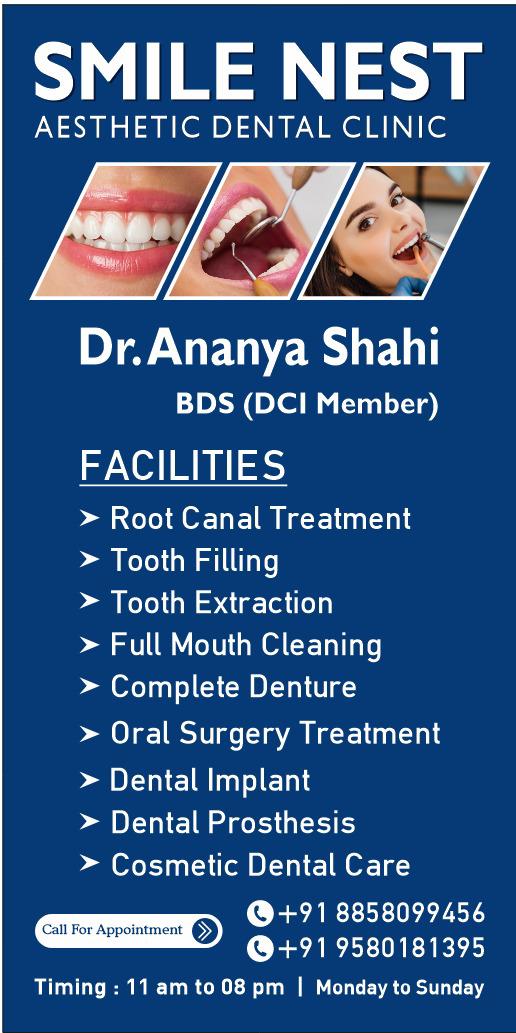 SMILE NEST
AESTHETIC DENTAL CLINIC
Dr. Ananya Shahi
BDS (DCI Member)
FACILITIES
➤ Root Canal Treatment
➤ Tooth Filling
➤ Tooth Extraction
➤ Full Mouth Cleaning
➤ Complete Denture
➤ Oral Surgery Treatment
➤ Dental Implant
➤ Dental Prosthesis
➤ Cosmetic Dental Care
+91 8858099456
Call For Appointment
+91 9580181395
Timing : 11 am to 08 pm | Monday to Sunday